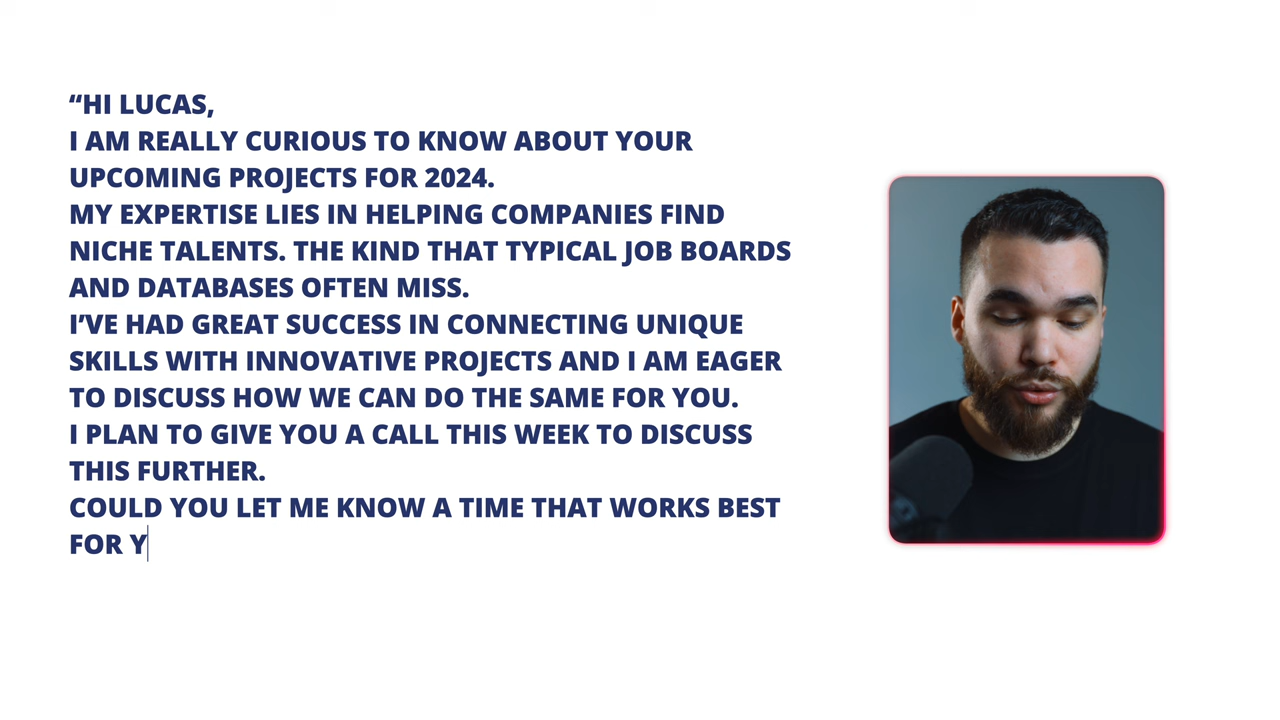 “HI LUCAS,
I AM REALLY CURIOUS TO KNOW ABOUT YOUR
UPCOMING PROJECTS FOR 2024.
MY EXPERTISE LIES IN HELPING COMPANIES FIND
NICHE TALENTS. THE KIND THAT TYPICAL JOB BOARDS
AND DATABASES OFTEN MISS.
I’VE HAD GREAT SUCCESS IN CONNECTING UNIQUE
SKILLS WITH INNOVATIVE PROJECTS AND I AM EAGER
TO DISCUSS HOW WE CAN DO THE SAME FOR YOU.
I PLAN TO GIVE YOU A CALL THIS WEEK TO DISCUSS
THIS FURTHER.
COULD YOU LET ME KNOW A TIME THAT WORKS BEST
FOR Y